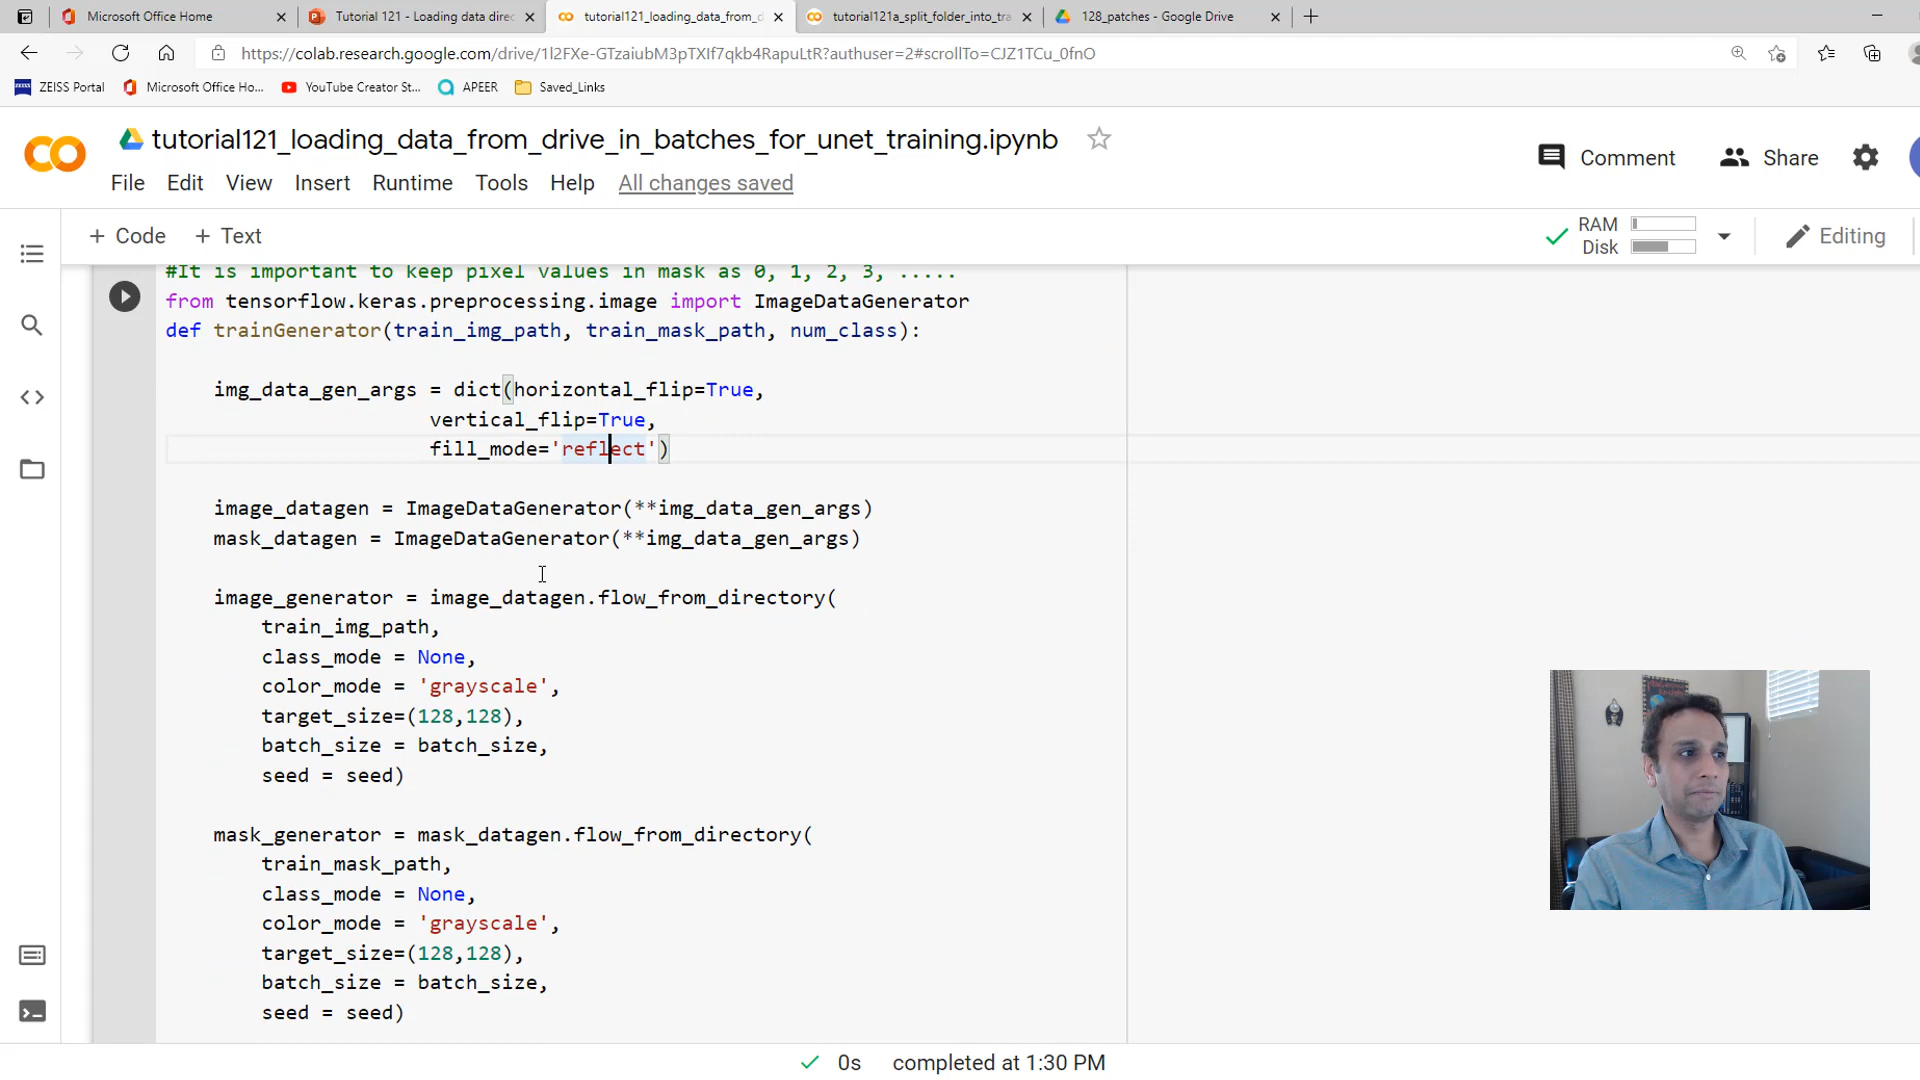 Microsoft Office Home
Tutorial 121 - Loading data direc
tutorial121_loading_data_from_d
tutorial121a_split_folder_into_tra
128_patches - Google Drive
https://colab.research.google.com/drive/1l2FXe-GTzaiubM3pTXIf7qkb4RapuLtR?authuser=2#scrollTo=CJZ1TCu_0fnO
ZEISS Portal
Microsoft Office Ho...
YouTube Creator St...
APEER
Saved_Links
tutorial121_loading_data_from_drive_in_batches_for_unet_training.ipynb
Comment
Share
File Edit View Insert Runtime Tools Help All changes saved
+ Code + Text
RAM
Disk
Editing
#It is important to keep pixel values in mask as 0, 1, 2, 3, .....
from tensorflow.keras.preprocessing.image import ImageDataGenerator
def trainGenerator(train_img_path, train_mask_path, num_class):
img_data_gen_args = dict(horizontal_flip=True,
vertical_flip=True,
fill_mode='reflect')
image_datagen = ImageDataGenerator(**img_data_gen_args)
mask_datagen = ImageDataGenerator(**img_data_gen_args)
image_generator = image_datagen.flow_from_directory(
train_img_path,
class_mode = None,
color_mode = 'grayscale',
target_size=(128,128),
batch_size = batch_size,
seed = seed)
mask_generator = mask_datagen.flow_from_directory(
train_mask_path,
class_mode = None,
color_mode = 'grayscale',
target_size=(128,128),
batch_size = batch_size,
seed = seed)
0s completed at 1:30 PM